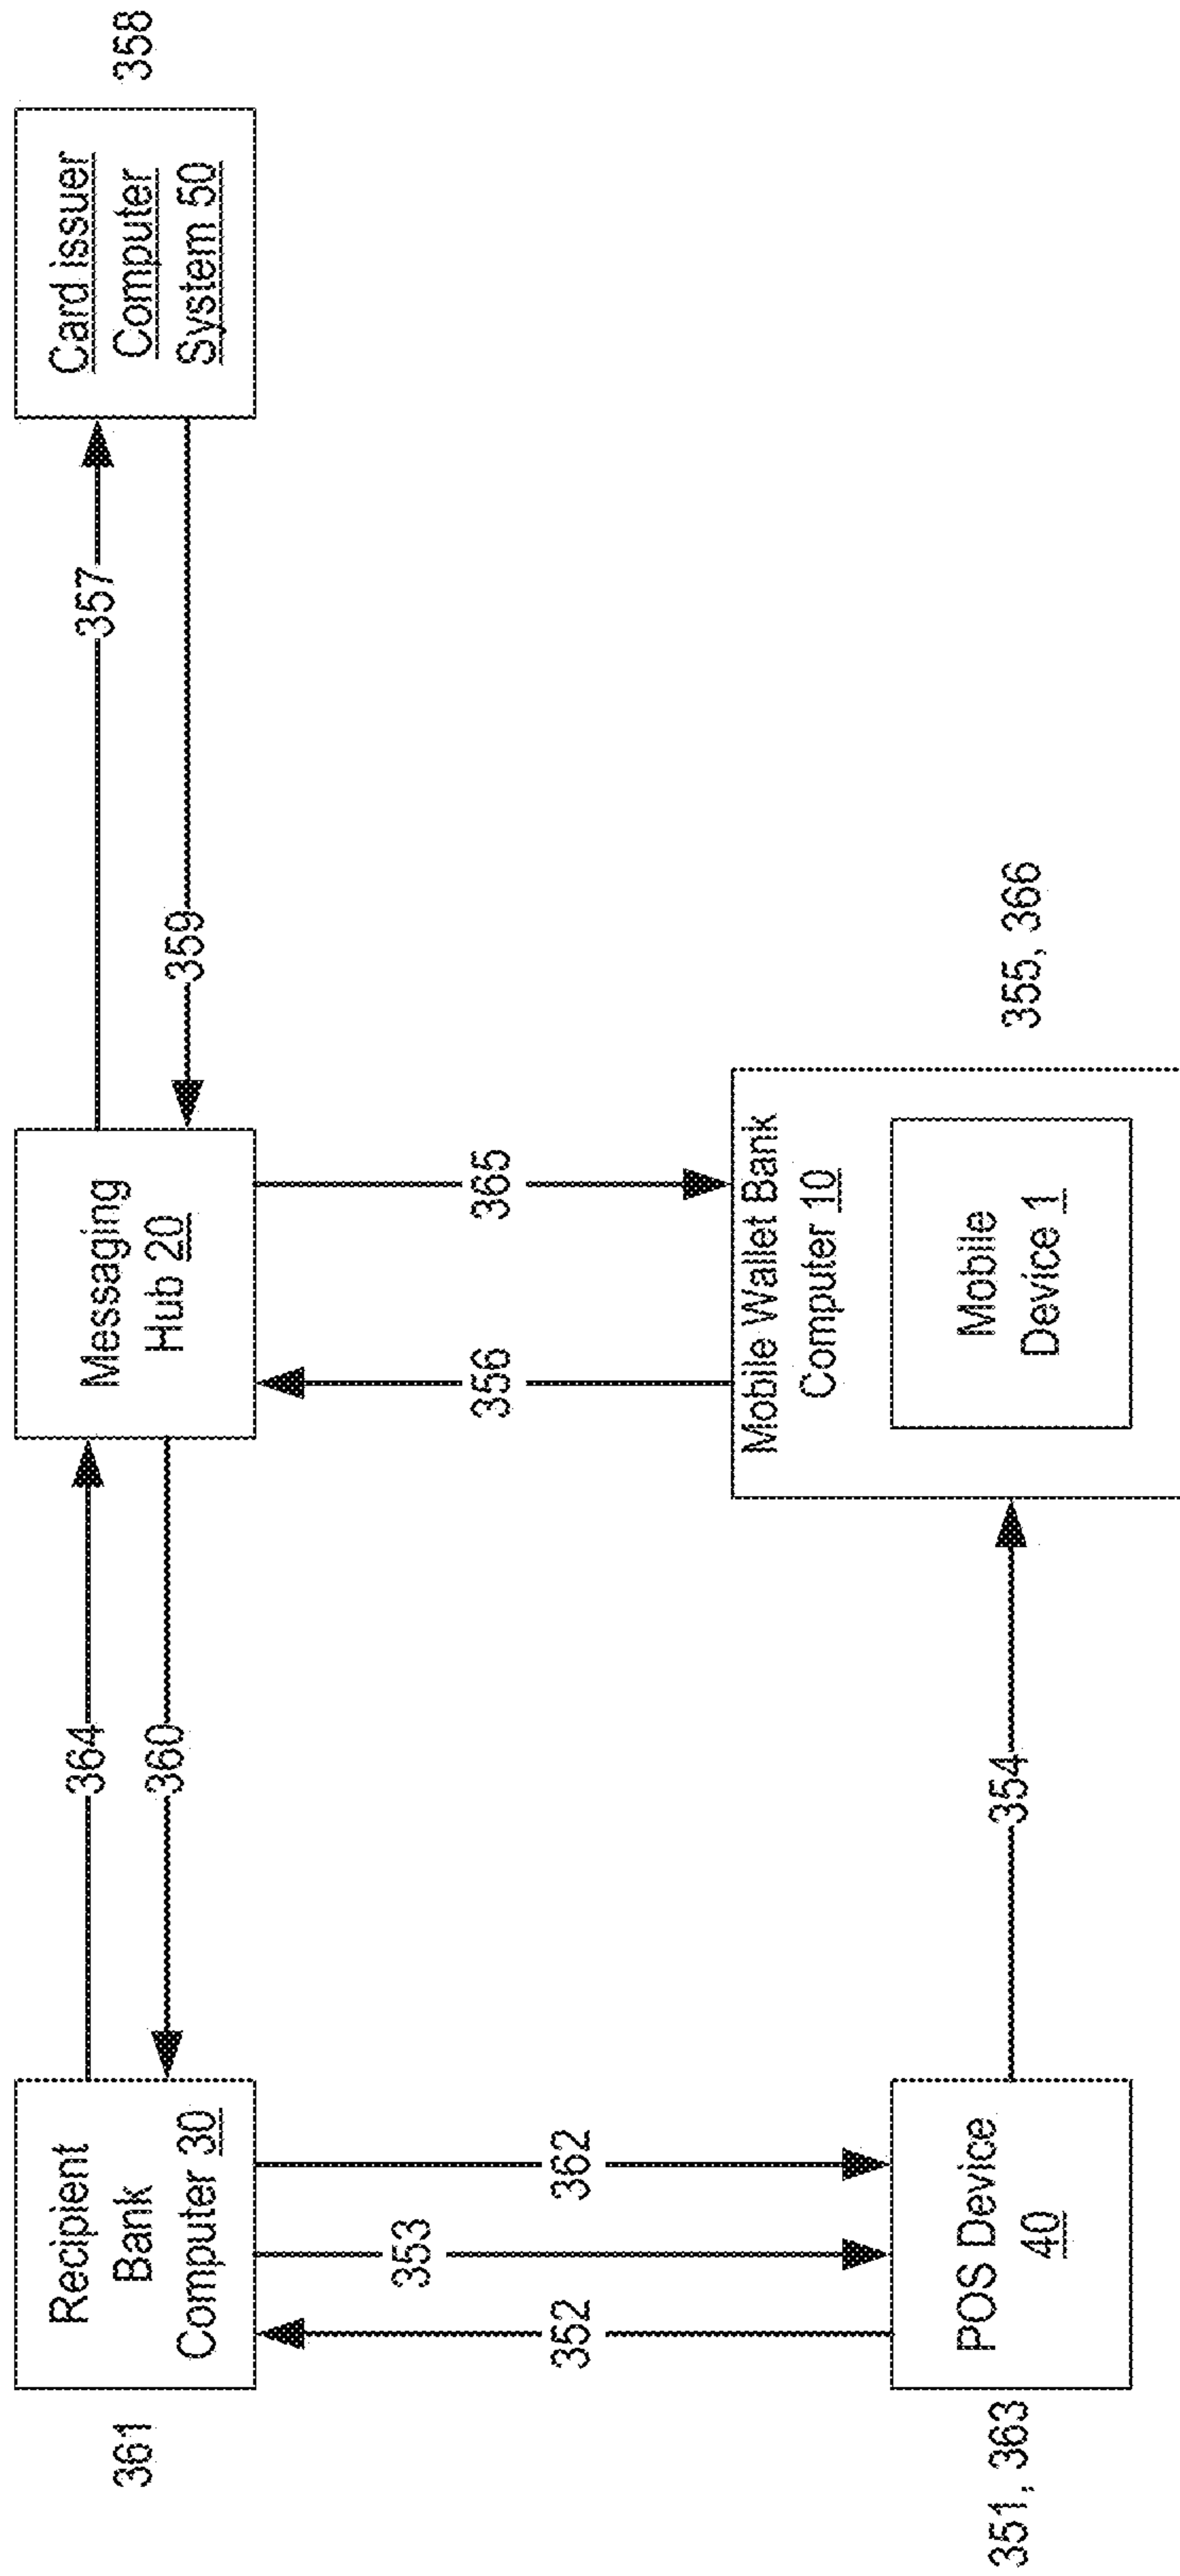 361
Recipient
Bank
Computer 30
364
360
Messaging
Hub 20
357
359
Card issuer
Computer
System 50
358
352
353
362
356
365
351, 363
POS Device
40
354
Mobile Wallet Bank
Computer 10
Mobile
Device 1
355, 366